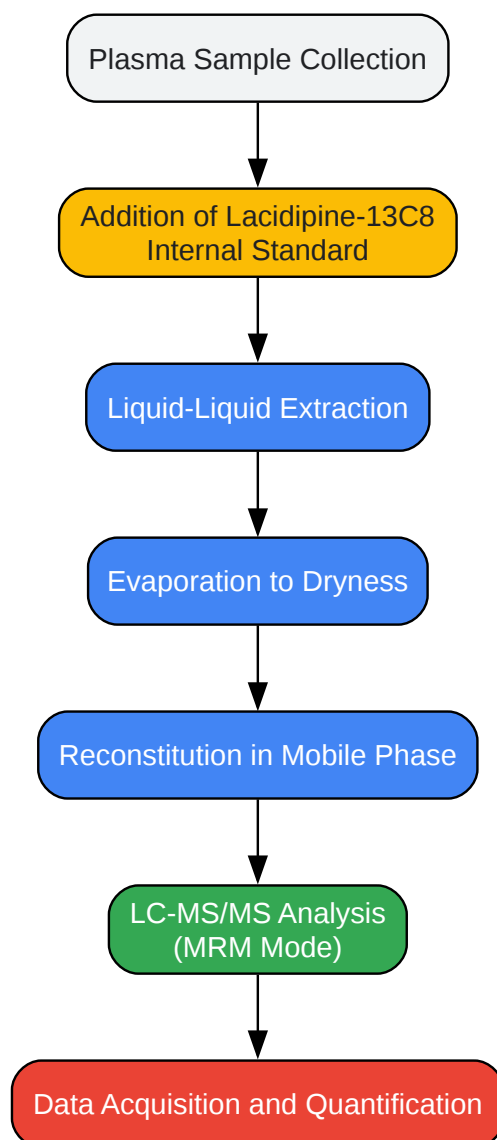 Plasma Sample Collection
Addition of Lacidipine-13C8
Internal Standard
Liquid-Liquid Extraction
Evaporation to Dryness
Reconstitution in Mobile Phase
LC-MS/MS Analysis
(MRM Mode)
Data Acquisition and Quantification